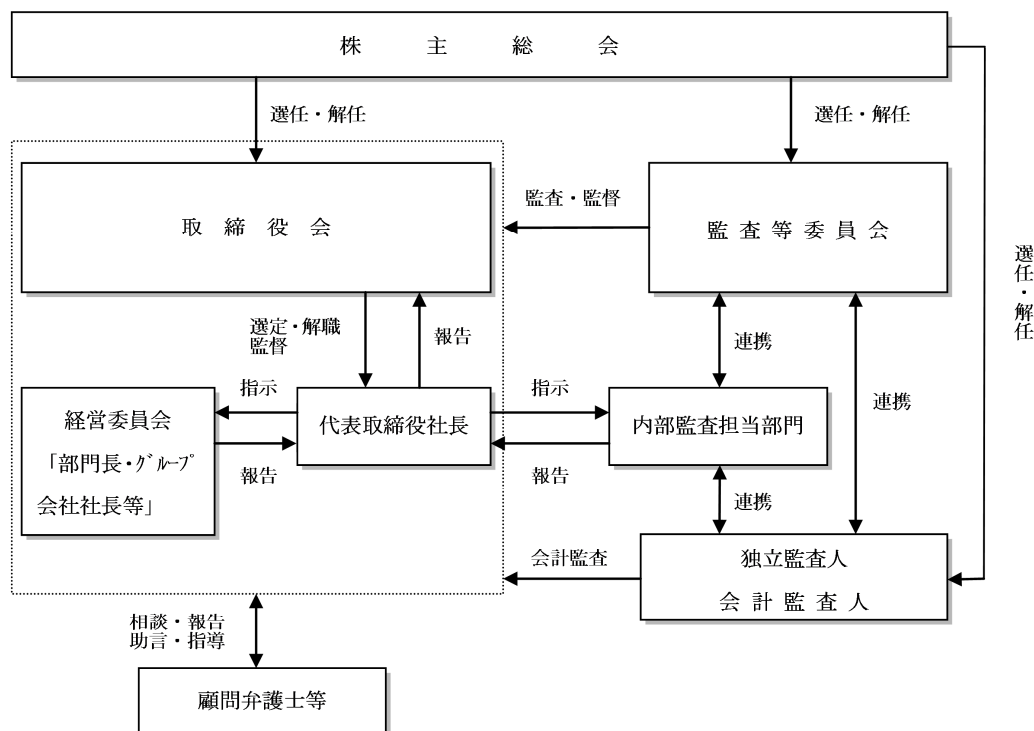 株主総会
選任・解任
選任・解任
取締役会
監査・監督
監査等委員会
選任・解任
選定・解職
監督
報告
連携
連携
経営委員会
「部門長・ｸﾞﾙｰﾌﾟ
会社社長等」
指示
報告
代表取締役社長
指示
報告
内部監査担当部門
連携
会計監査
独立監査人
会計監査人
相談・報告
助言・指導
顧問弁護士等